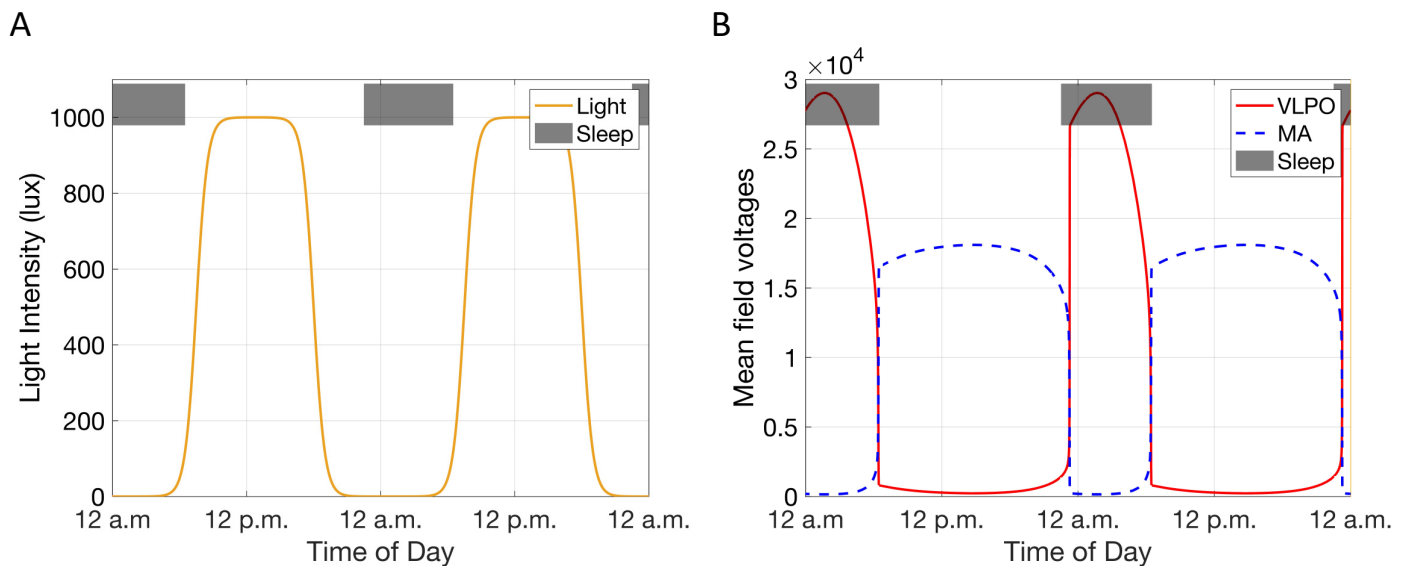 A
Light Intensity (lux)
1000
800
600
400
200
0
Light
Sleep
12 a.m
12 p.m.
12 a.m.
12 p.m.
12 a.m.
Time of Day
B
×10⁴
Mean field voltages
3
2.5
2
1.5
1
0.5
0
VLPO
MA
Sleep
12 a.m.
12 p.m.
12 a.m.
12 p.m.
12 a.m.
Time of Day